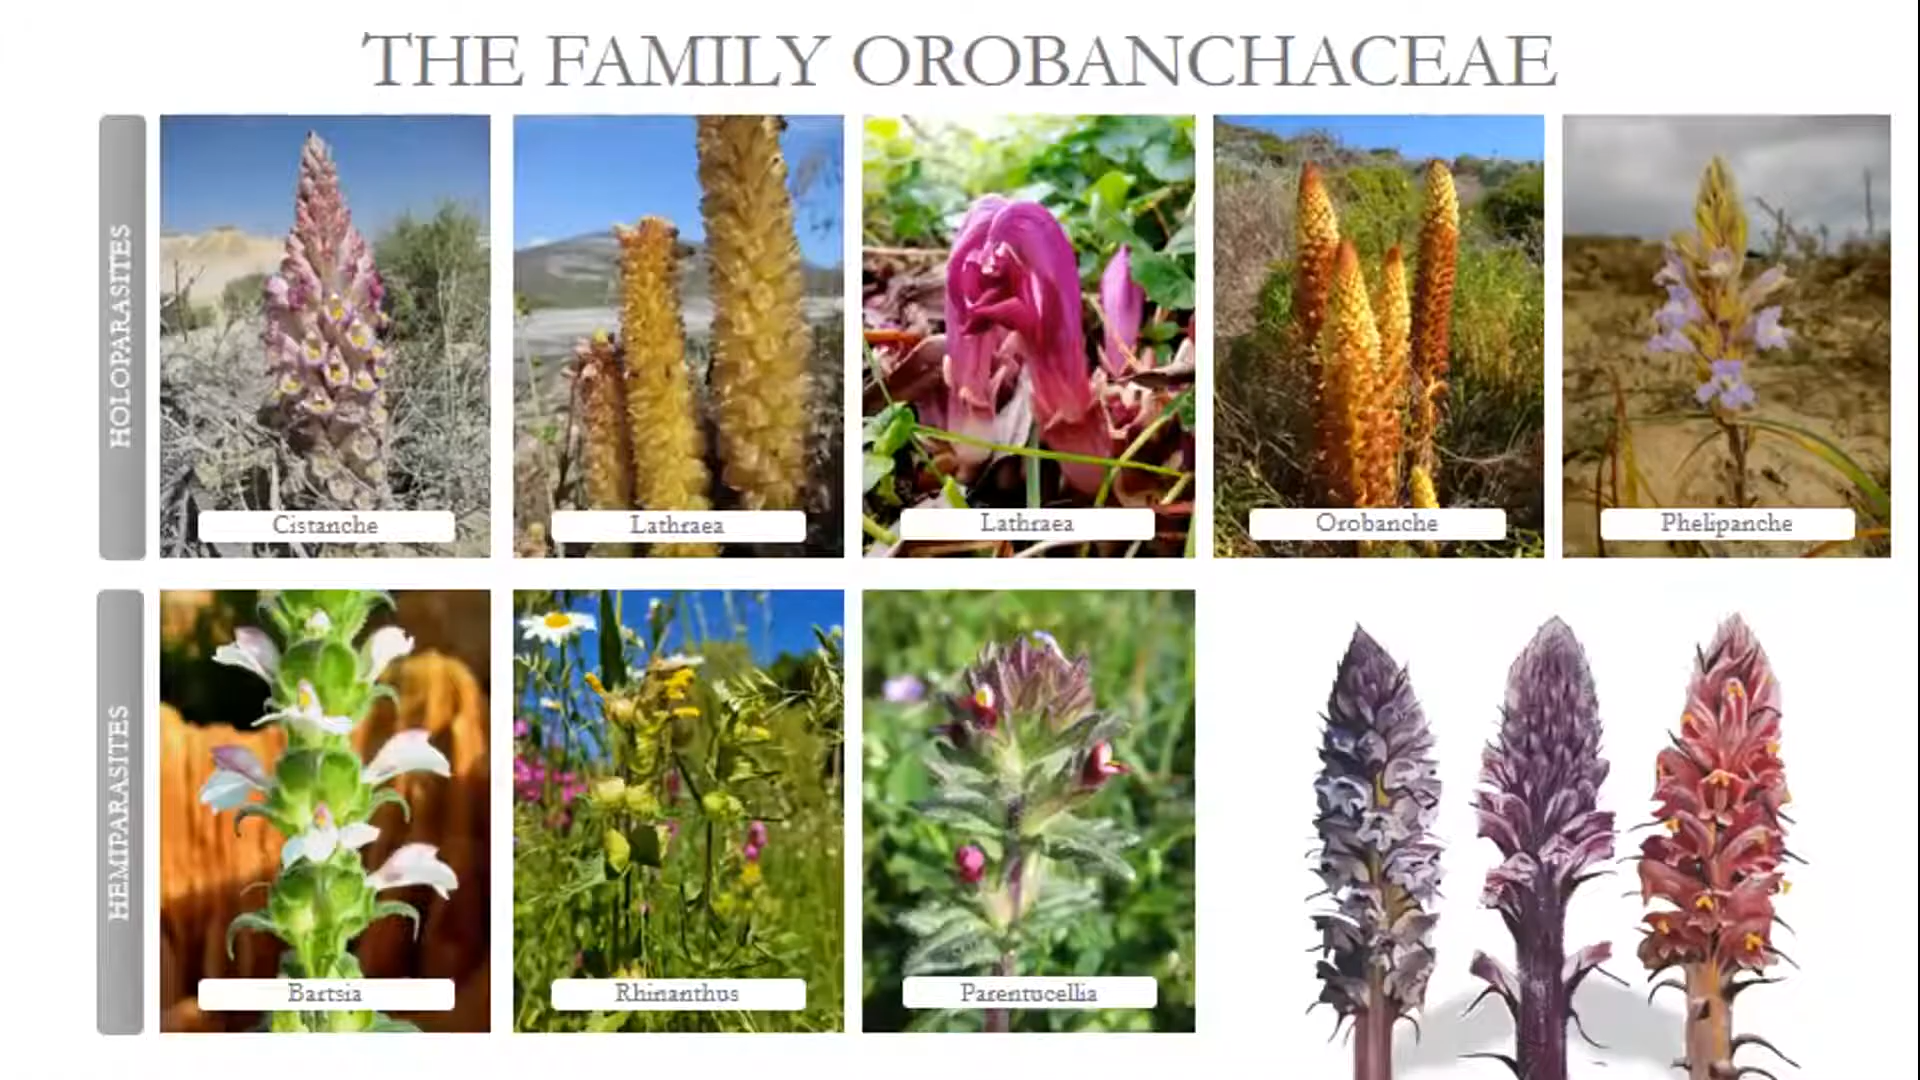 THE FAMILY OROBANCHACEAE
HOLOPARASITES
Cistanche
Lathraea
Lathraea
Orobanche
Phelipanche
HEMIPARASITES
Bartsia
Rhinanthus
Parentucellia